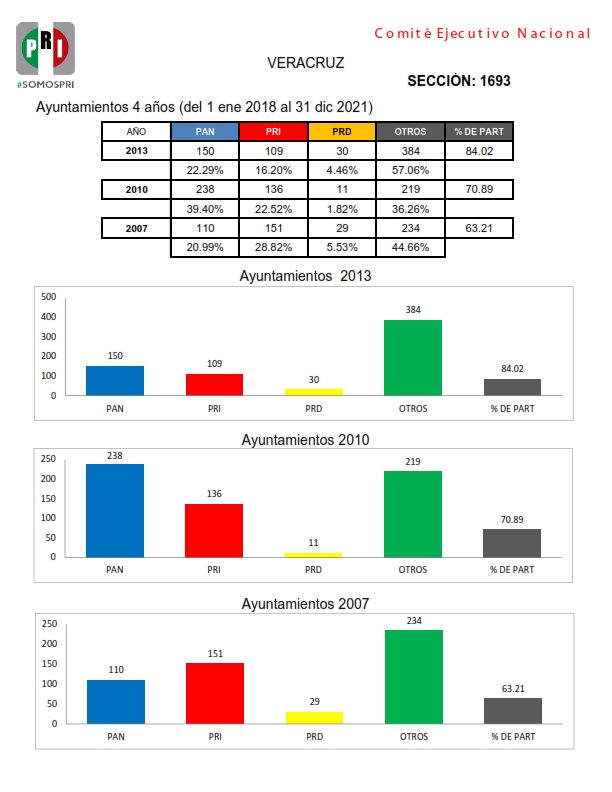 Comité Ejecutivo Nacional
PRI
#SOMOSPRI
VERACRUZ
SECCIÓN: 1693
Ayuntamientos 4 años (del 1 ene 2018 al 31 dic 2021)
AÑO PAN PRI PRD OTROS % DE PART
2013 150 109 30 384 84.02
22.29% 16.20% 4.46% 57.06%
2010 238 136 11 219 70.89
39.40% 22.52% 1.82% 36.26%
2007 110 151 29 234 63.21
20.99% 28.82% 5.53% 44.66%
Ayuntamientos 2013
500
400
300
200
100
0
150 109 30 384 84.02
PAN PRI PRD OTROS % DE PART
Ayuntamientos 2010
250
200
150
100
50
0
238 136 11 219 70.89
PAN PRI PRD OTROS % DE PART
Ayuntamientos 2007
250
200
150
100
50
0
110 151 29 234 63.21
PAN PRI PRD OTROS % DE PART